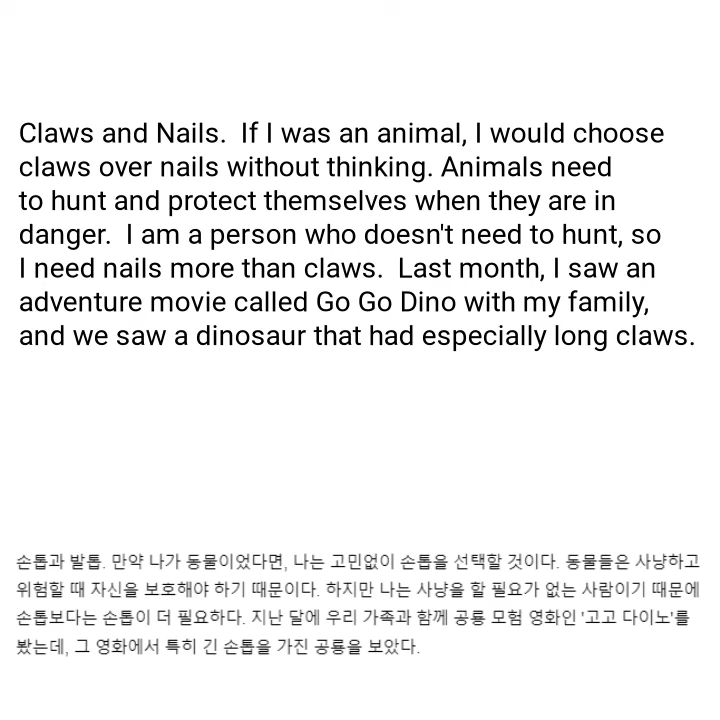 Claws and Nails.  If I was an animal, I would choose
claws over nails without thinking. Animals need
to hunt and protect themselves when they are in
danger.  I am a person who doesn't need to hunt, so
I need nails more than claws.  Last month, I saw an
adventure movie called Go Go Dino with my family,
and we saw a dinosaur that had especially long claws.
손톱과 발톱. 만약 나가 동물이었다면, 나는 고민없이 손톱을 선택할 것이다. 동물들은 사냥하고
위험할 때 자신을 보호해야 하기 때문이다. 하지만 나는 사냥을 할 필요가 없는 사람이기 때문에
손톱보다는 손톱이 더 필요하다. 지난 달에 우리 가족과 함께 공룡 모험 영화인 '고고 다이노'를
봤는데, 그 영화에서 특히 긴 손톱을 가진 공룡을 보았다.